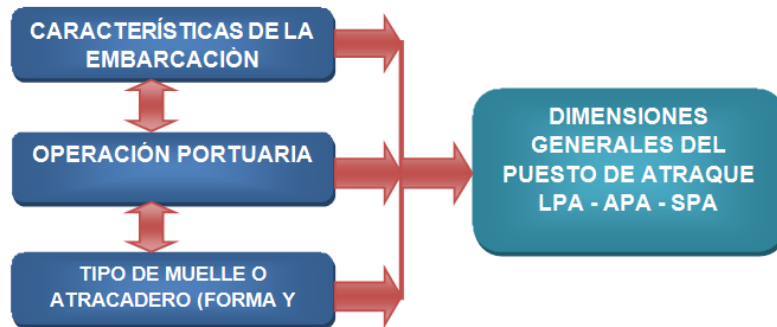 CARACTERÍSTICAS DE LA
EMBARCACIÒN
OPERACIÓN PORTUARIA
TIPO DE MUELLE O
ATRACADERO (FORMA Y
DIMENSIONES
GENERALES DEL
PUESTO DE ATRAQUE
LPA - APA - SPA